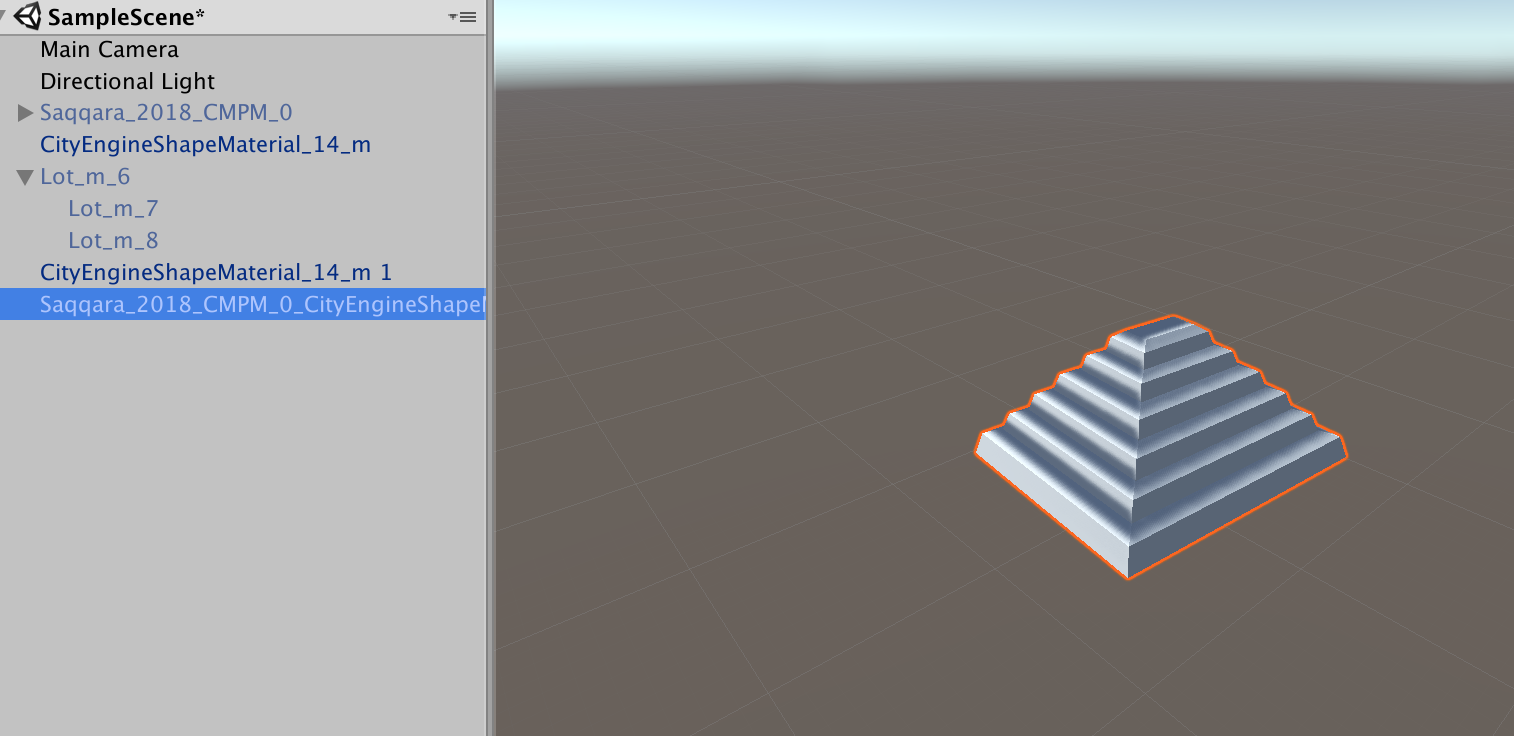 SampleScene*
Main Camera
Directional Light
Saqqara_2018_CMPM_0
CityEngineShapeMaterial_14_m
Lot_m_6
Lot_m_7
Lot_m_8
CityEngineShapeMaterial_14_m 1
Saqqara_2018_CMPM_0_CityEngineShape